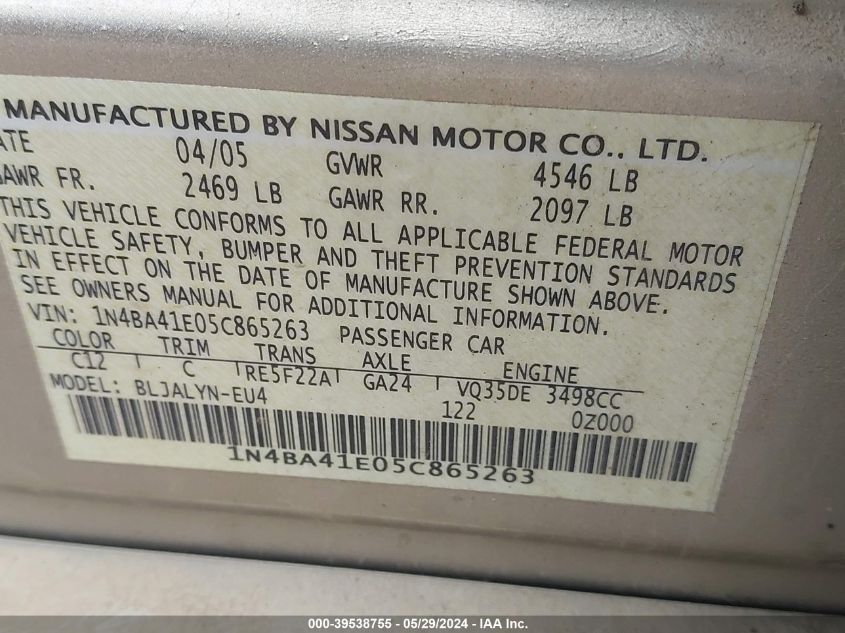 MANUFACTURED BY NISSAN MOTOR CO., LTD.
ATE 04/05 GVWR 4546 LB
GAWR FR. 2469 LB GAWR RR. 2097 LB
THIS VEHICLE CONFORMS TO ALL APPLICABLE FEDERAL MOTOR
VEHICLE SAFETY, BUMPER AND THEFT PREVENTION STANDARDS
IN EFFECT ON THE DATE OF MANUFACTURE SHOWN ABOVE.
SEE OWNERS MANUAL FOR ADDITIONAL INFORMATION.
VIN: 1N4BA41E05C865263 PASSENGER CAR
COLOR TRIM TRANS AXLE ENGINE
C12 C RE5F22A GA24 VQ35DE 3498CC
MODEL: BLJALYN-EU4 122 0Z000
1N4BA41E05C865263
000-39538755 - 05/29/2024 - IAA Inc.